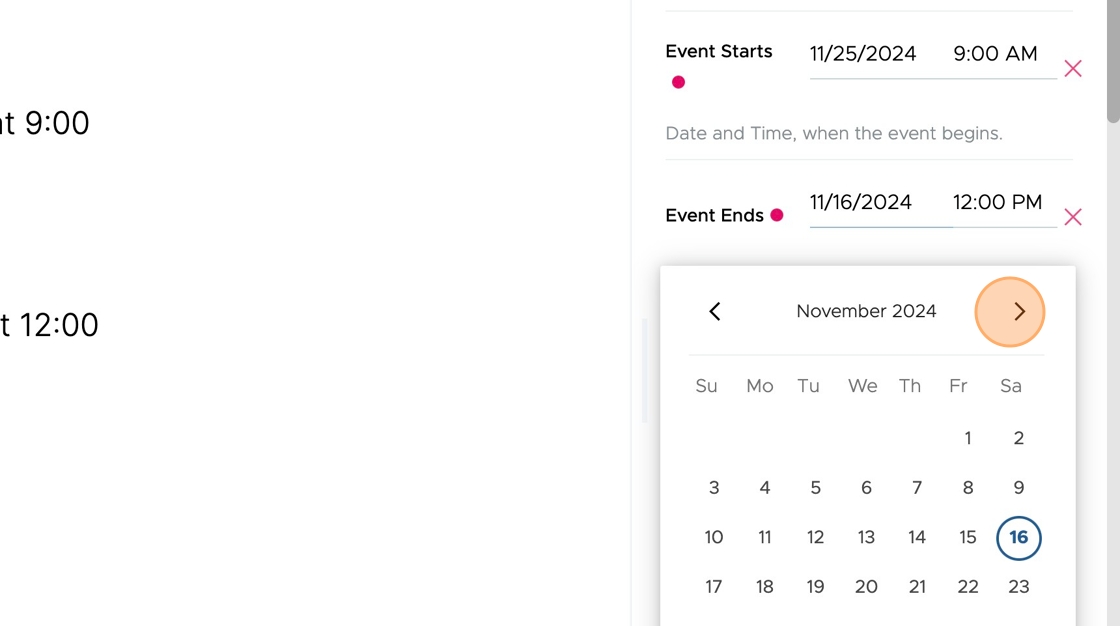 Event Starts 11/25/2024 9:00 AM
t 9:00
Date and Time, when the event begins.
Event Ends 11/16/2024 12:00 PM
t 12:00
November 2024
Su Mo Tu We Th Fr Sa
1 2
3 4 5 6 7 8 9
10 11 12 13 14 15 16
17 18 19 20 21 22 23